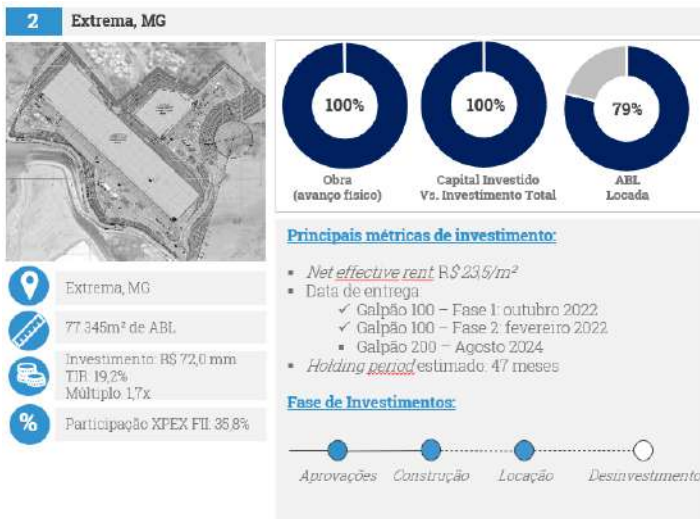 2 Extrema, MG
100%
100%
79%
Obra
(avanço físico)
Capital Investido
Vs. Investimento Total
ABL
Locada
Extrema, MG
77.345m² de ABL
Investimento: R$ 72,0 mm
TIR: 19,2%
Múltiplo: 1,7x
Participação XPEX FII: 35,8%
Principais métricas de investimento:
▪ Net effective rent: R$ 23,5/m²
▪ Data de entrega
✓ Galpão 100 – Fase 1: outubro 2022
✓ Galpão 100 – Fase 2: fevereiro 2022
▪ Galpão 200 – Agosto 2024
▪ Holding period estimado: 47 meses
Fase de Investimentos:
Aprovações Construção Locação Desinvestimento